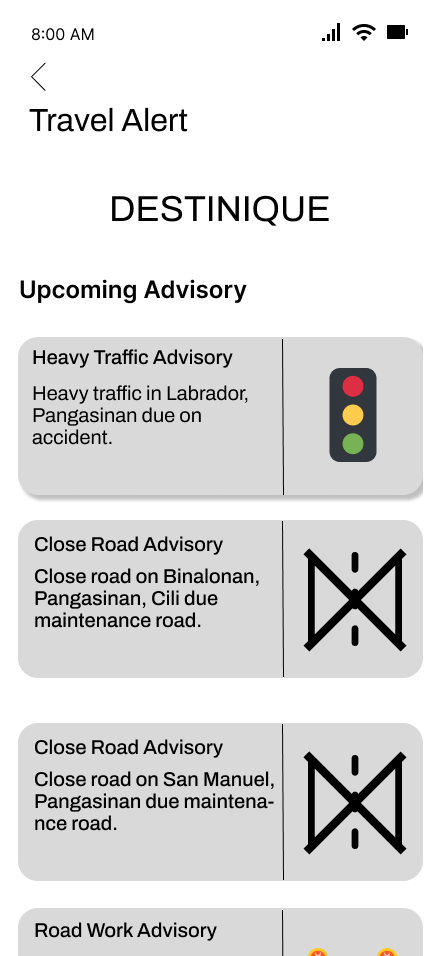 8:00 AM
Travel Alert
DESTINIQUE
Upcoming Advisory
Heavy Traffic Advisory
Heavy traffic in Labrador,
Pangasinan due on
accident.
Close Road Advisory
Close road on Binalonan,
Pangasinan, Cili due
maintenance road.
Close Road Advisory
Close road on San Manuel,
Pangasinan due maintena-
nce road.
Road Work Advisory